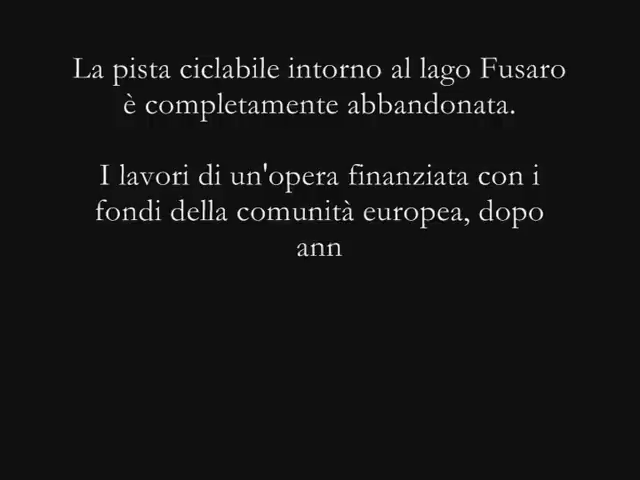 La pista ciclabile intorno al lago Fusaro
è completamente abbandonata.
I lavori di un'opera finanziata con i
fondi della comunità europea, dopo
ann